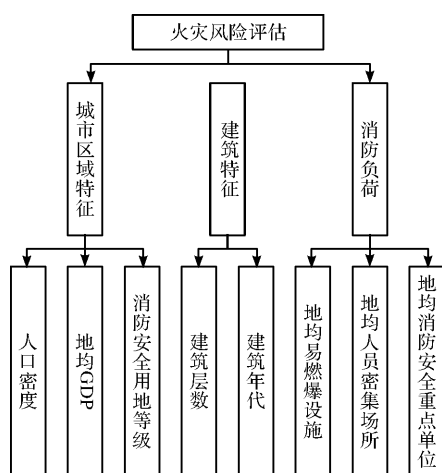 火灾风险评估
城市区域特征
建筑特征
消防负荷
人口密度
地均GDP
消防安全用地等级
建筑层数
建筑年代
地均易燃爆设施
地均人员密集场所
地均消防安全重点单位